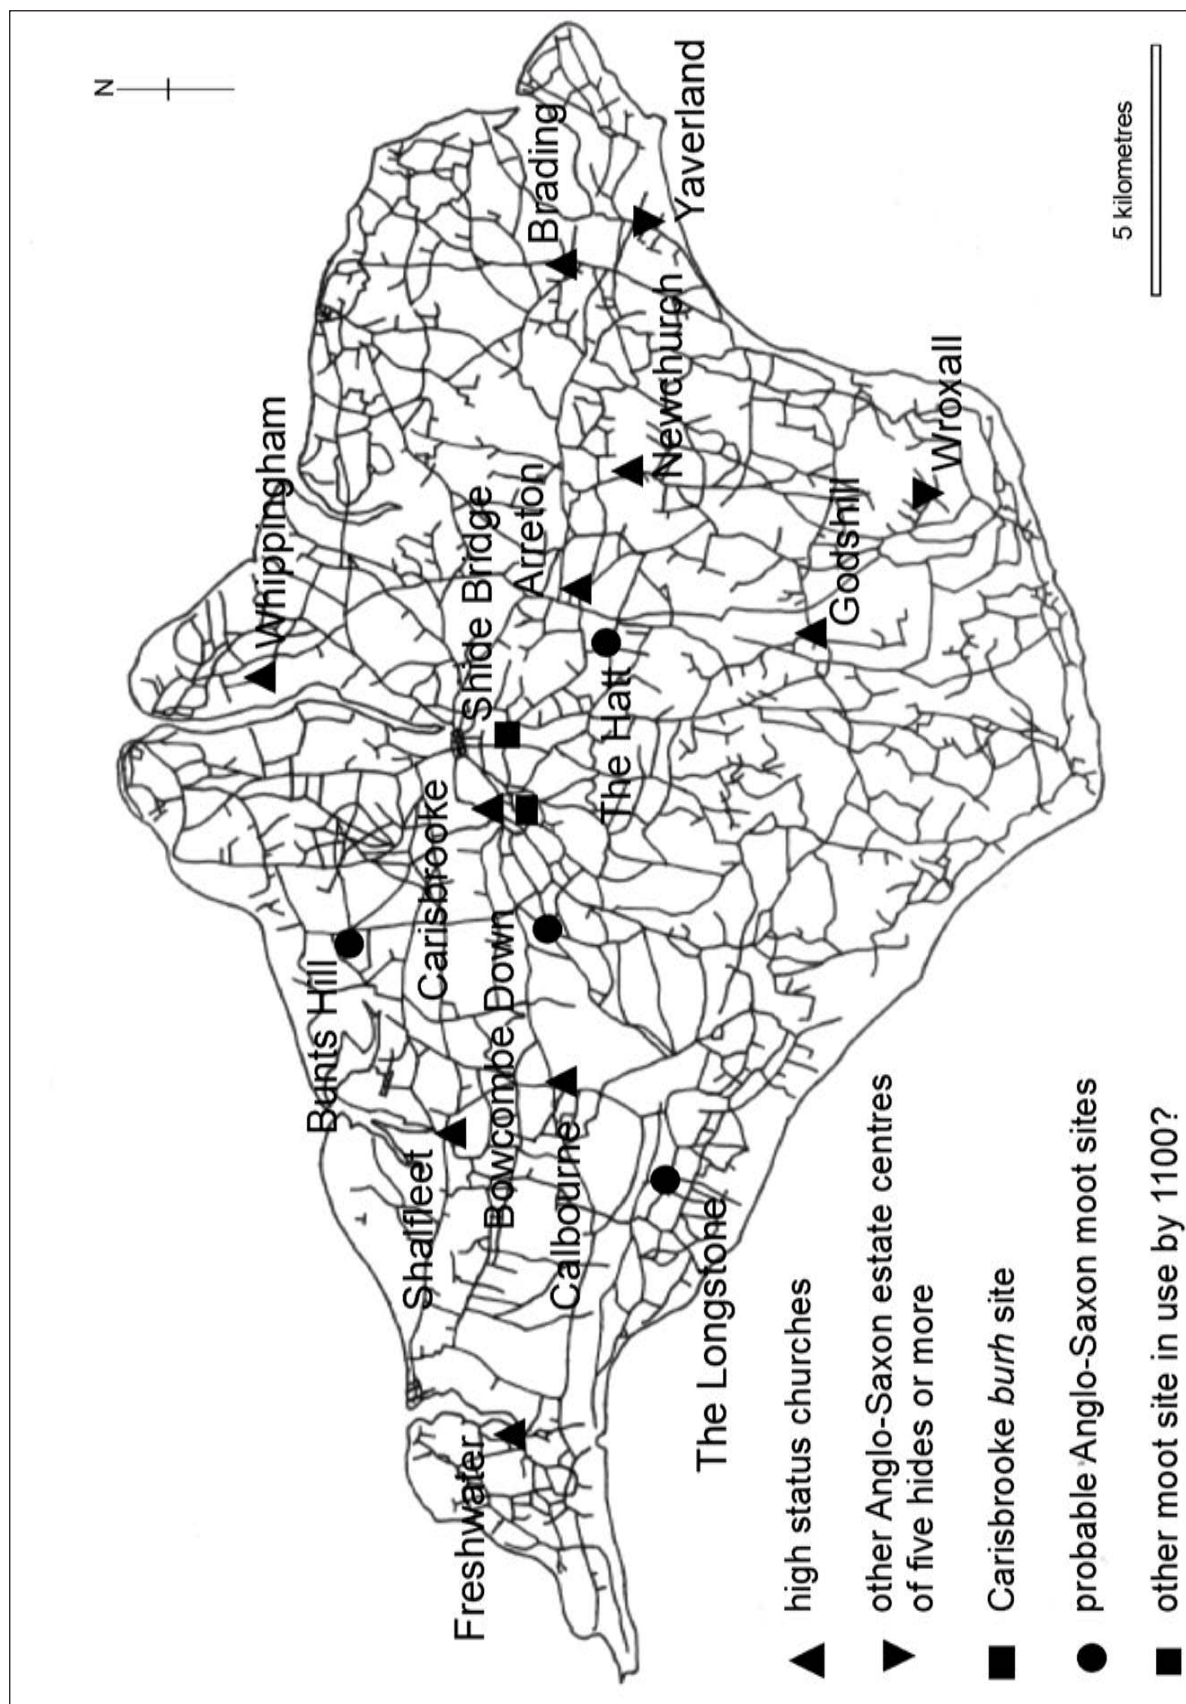 N
Whippingham
Bunts Hill
Carisbrooke
Shide Bridge
Arreton
Brading
Yaverland
Shalfleet
Bowcombe Down
The Hatt
Newchurch
Freshwater
Calbourne
Godshill
Wroxall
The Longstone
5 kilometres
high status churches
other Anglo-Saxon estate centres
of five hides or more
Carisbrooke burh site
probable Anglo-Saxon moot sites
other moot site in use by 1100?